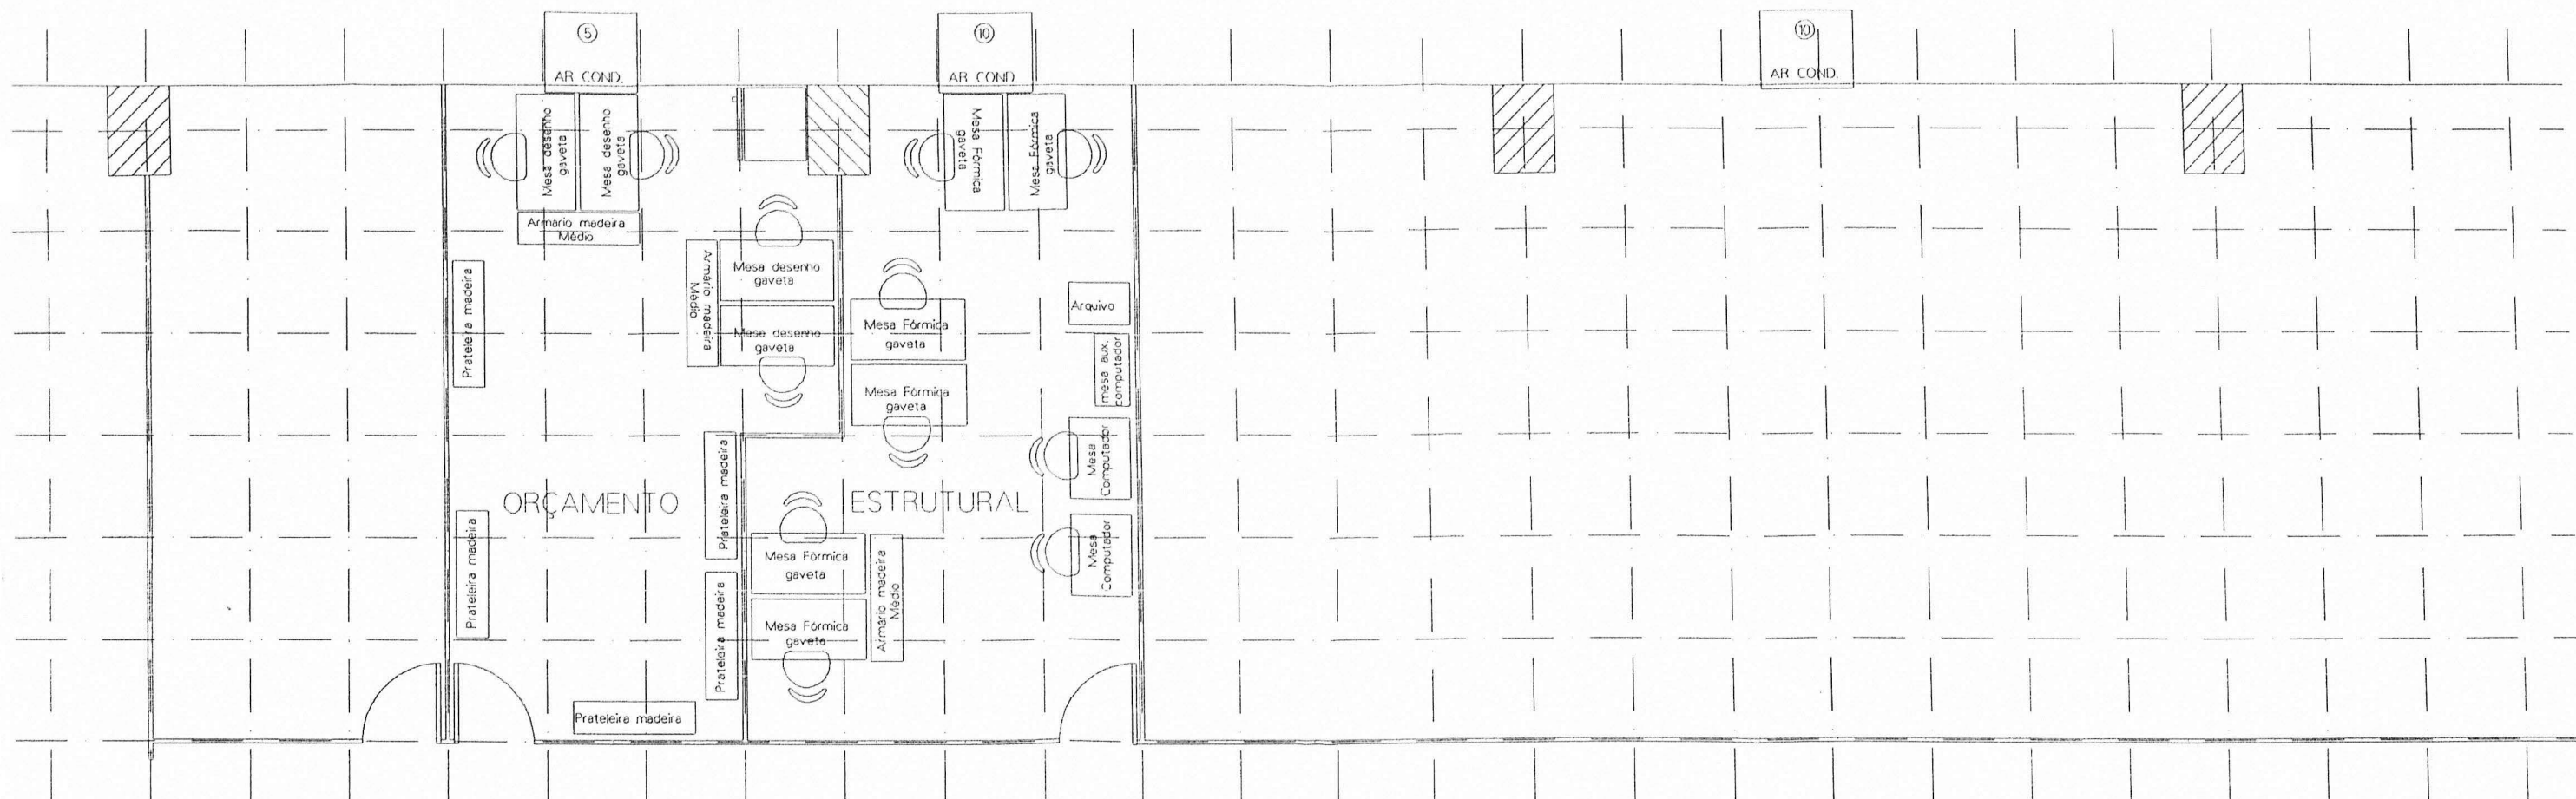 5
AR COND.
10
AR COND.
10
AR COND.
Mesa desenho
gaveta
Mesa desenho
gaveta
Armário madeira
Médio
Mesa Fórmica
gaveta
Mesa Fórmica
gaveta
Prateleira madeira
Armário madeira
Médio
Mesa desenho
gaveta
Mesa desenho
gaveta
Mesa Fórmica
gaveta
Mesa Fórmica
gaveta
Arquivo
mesa aux.
computador
Mesa
Computador
Mesa
Computador
ORÇAMENTO
ESTRUTURAL
Prateleira madeira
Prateleira madeira
Prateleira madeira
Prateleira madeira
Mesa Fórmica
gaveta
Mesa Fórmica
gaveta
Armário madeira
Médio